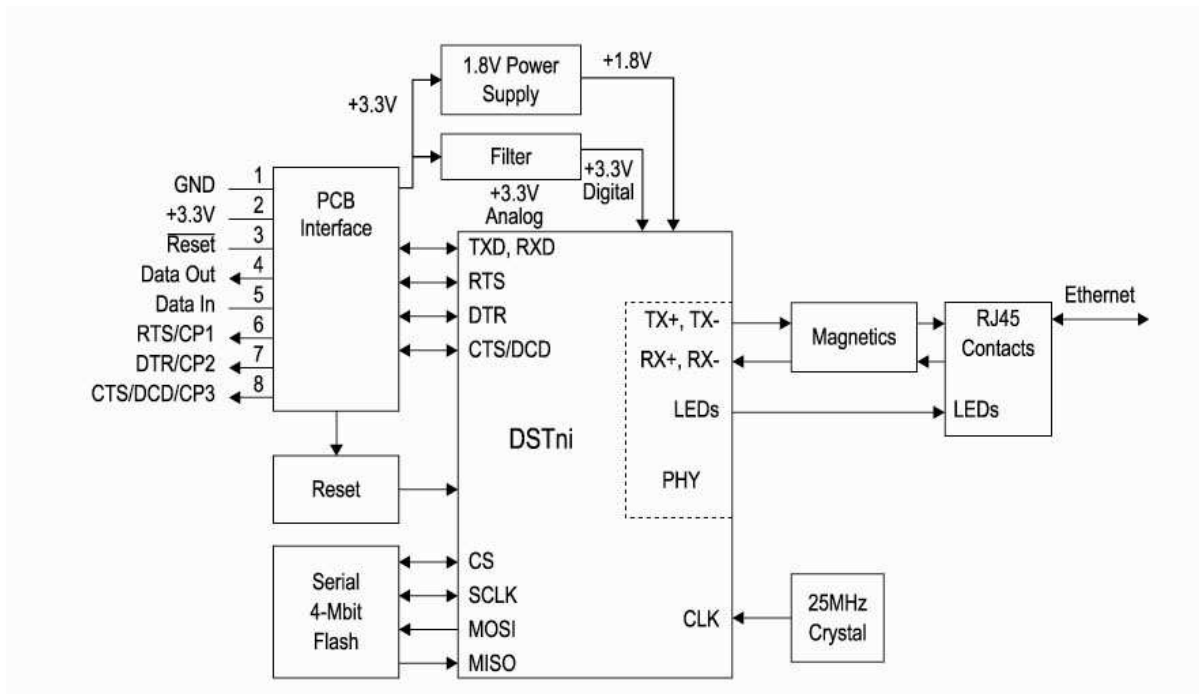 1.8V Power
Supply
+1.8V
+3.3V
Filter
+3.3V
Digital
+3.3V
Analog
GND 1
+3.3V 2
Reset 3
Data Out 4
Data In 5
RTS/CP1 6
DTR/CP2 7
CTS/DCD/CP3 8
PCB
Interface
TXD, RXD
RTS
DTR
CTS/DCD
DSTni
TX+, TX-
RX+, RX-
LEDs
PHY
Magnetics
RJ45
Contacts
LEDs
Ethernet
Reset
Serial
4-Mbit
Flash
CS
SCLK
MOSI
MISO
CLK
25MHz
Crystal